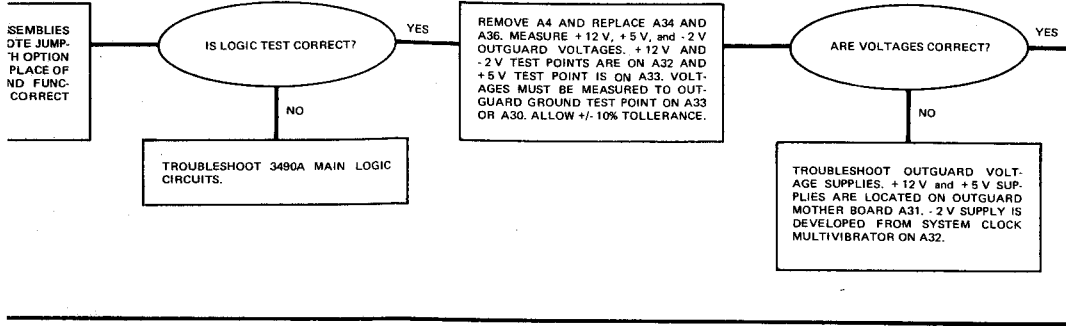 SSEMBLIES
OTE JUMP-
TH OPTION
PLACE OF
ND FUNC-
CORRECT
IS LOGIC TEST CORRECT?
YES
NO
TROUBLESHOOT 3490A MAIN LOGIC
CIRCUITS.
REMOVE A4 AND REPLACE A34 AND
A36. MEASURE +12 V, +5 V, and -2 V
OUTGUARD VOLTAGES. +12 V AND
-2 V TEST POINTS ARE ON A32 AND
+5 V TEST POINT IS ON A33. VOLT-
AGES MUST BE MEASURED TO OUT-
GUARD GROUND TEST POINT ON A33
OR A30. ALLOW +/- 10% TOLLERANCE.
ARE VOLTAGES CORRECT?
YES
NO
TROUBLESHOOT OUTGUARD VOLT-
AGE SUPPLIES. +12 V and +5 V SUP-
PLIES ARE LOCATED ON OUTGUARD
MOTHER BOARD A31. -2 V SUPPLY IS
DEVELOPED FROM SYSTEM CLOCK
MULTIVIBRATOR ON A32.